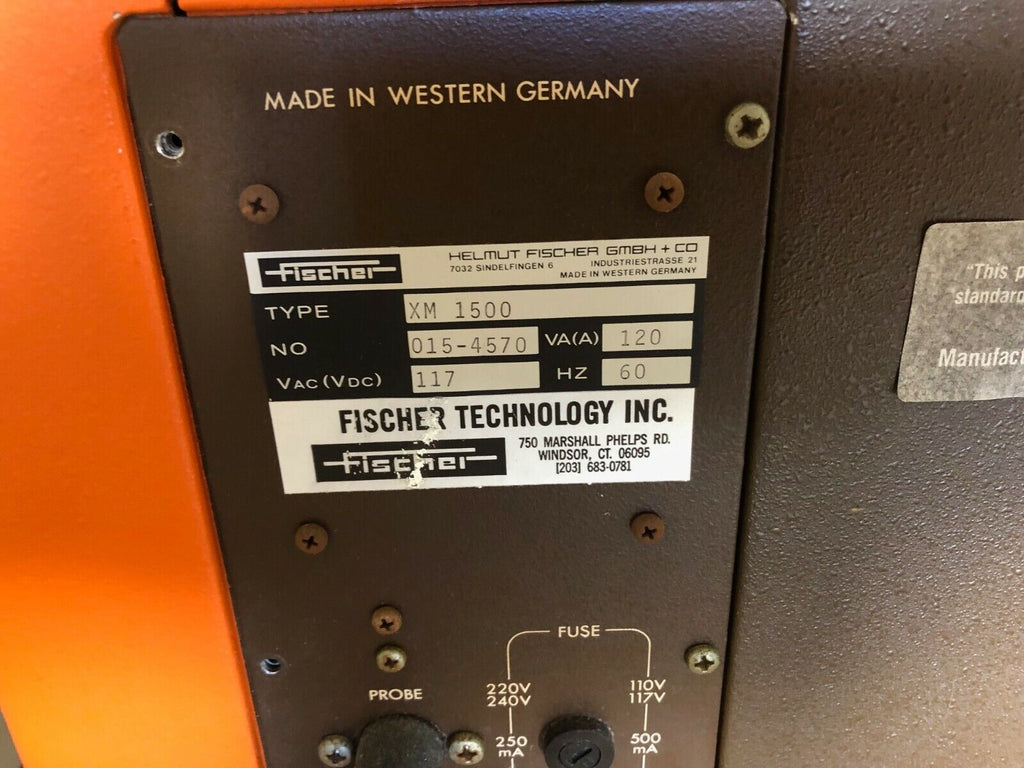 MADE IN WESTERN GERMANY
Fischer
HELMUT FISCHER GMBH + CO
7032 SINDELFINGEN 6 INDUSTRIESTRASSE 21
MADE IN WESTERN GERMANY
TYPE XM 1500
NO 015-4570 VA(A) 120
VAC (VDC) 117 HZ 60
FISCHER TECHNOLOGY INC.
Fischer
750 MARSHALL PHELPS RD.
WINDSOR, CT. 06095
[203] 683-0781
"This
standard
FUSE
PROBE
220V 110V
240V 117V
250 500
mA mA